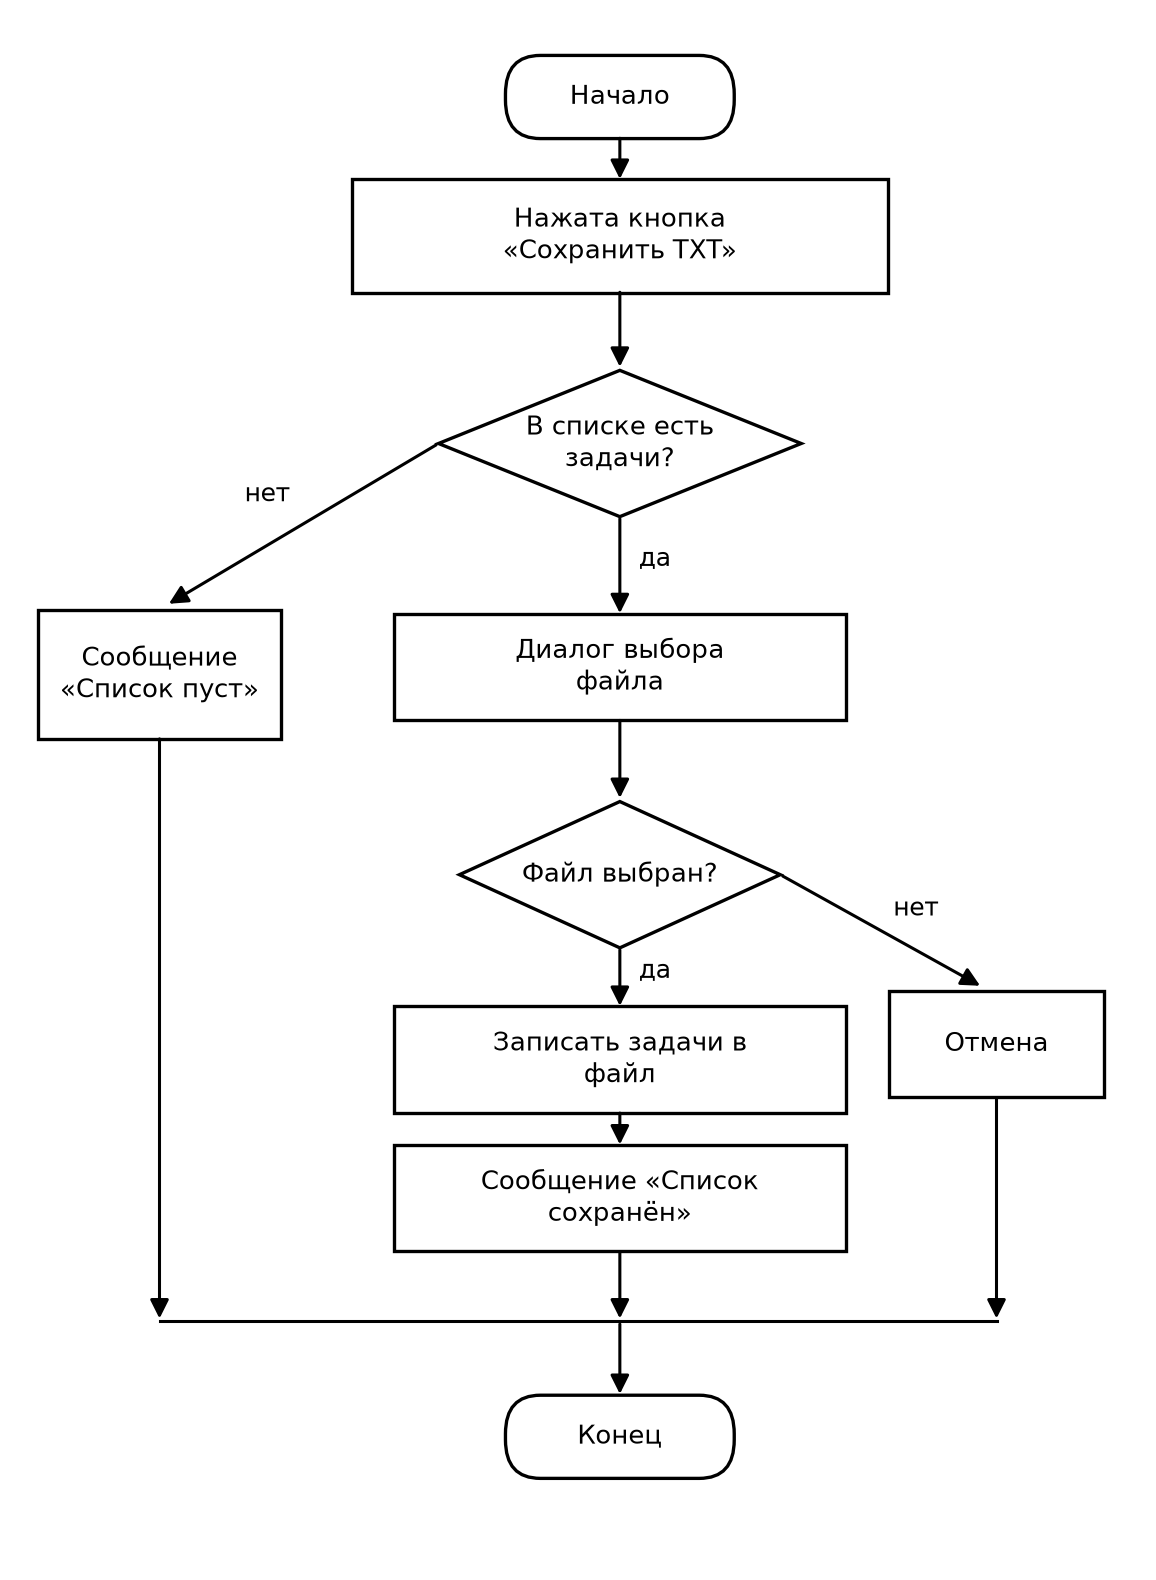 Начало
Нажата кнопка
«Сохранить TXT»
В списке есть
задачи?
нет
да
Сообщение
«Список пуст»
Диалог выбора
файла
Файл выбран?
нет
да
Записать задачи в
файл
Отмена
Сообщение «Список
сохранён»
Конец